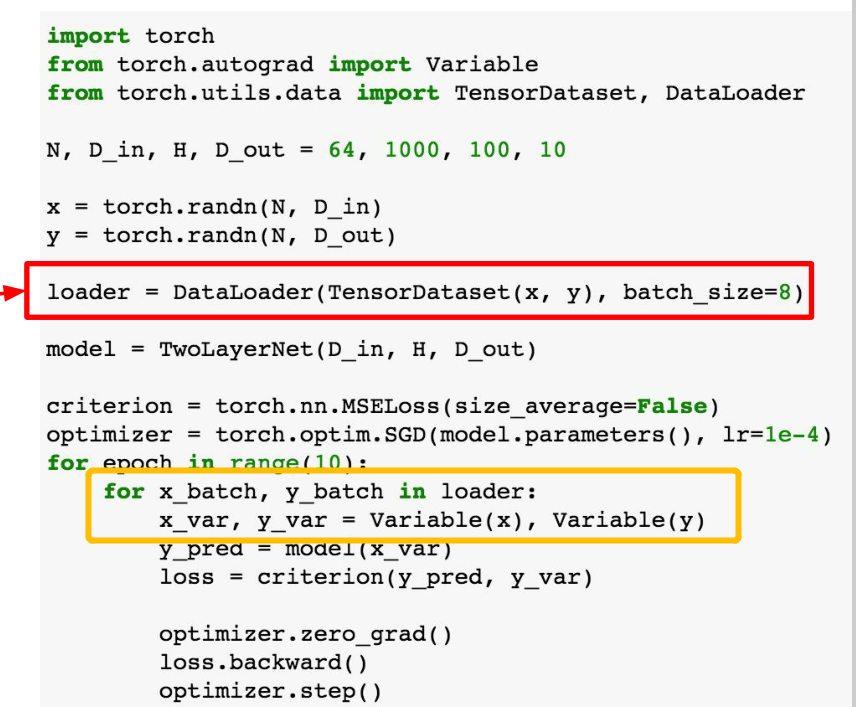 import torch
from torch.autograd import Variable
from torch.utils.data import TensorDataset, DataLoader
N, D_in, H, D_out = 64, 1000, 100, 10
x = torch.randn(N, D_in)
y = torch.randn(N, D_out)
loader = DataLoader(TensorDataset(x, y), batch_size=8)
model = TwoLayerNet(D_in, H, D_out)
criterion = torch.nn.MSELoss(size_average=False)
optimizer = torch.optim.SGD(model.parameters(), lr=1e-4)
for epoch in range(10):
    for x_batch, y_batch in loader:
        x_var, y_var = Variable(x), Variable(y)
        y_pred = model(x_var)
        loss = criterion(y_pred, y_var)
        optimizer.zero_grad()
        loss.backward()
        optimizer.step()